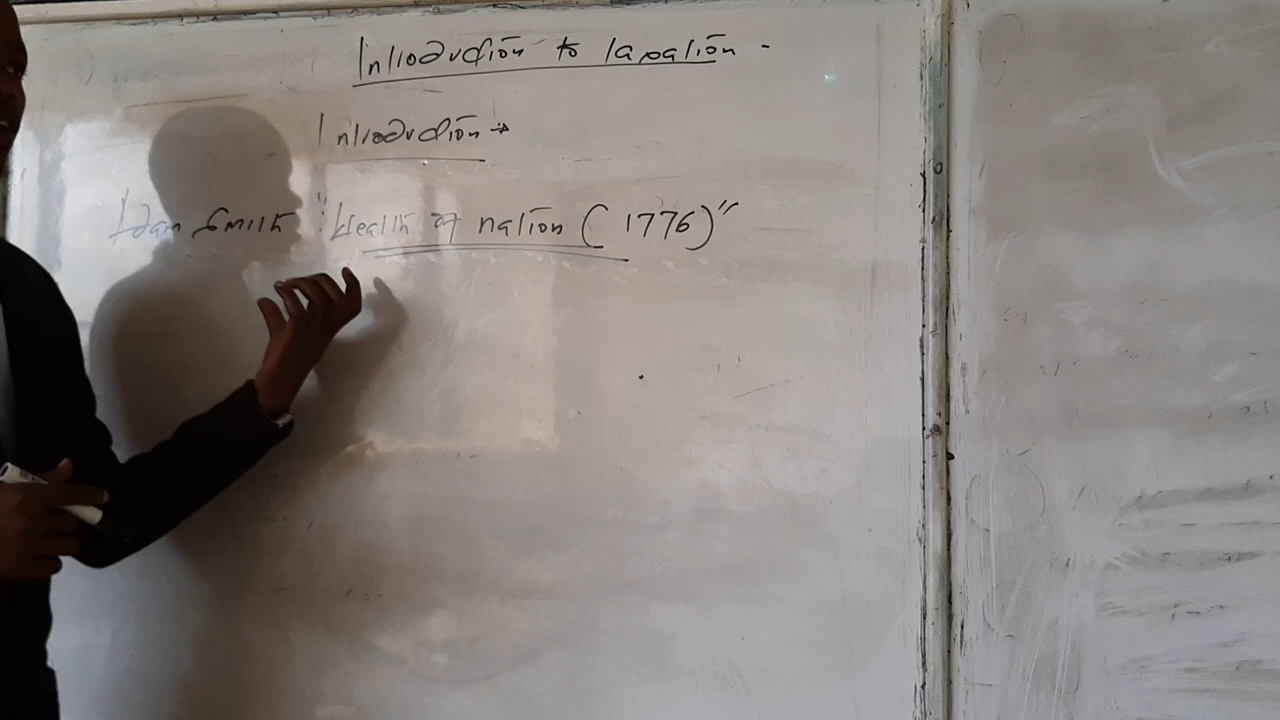 Introduction to Taxation -
Introduction →
Adam Smith "Wealth of nation (1776)"